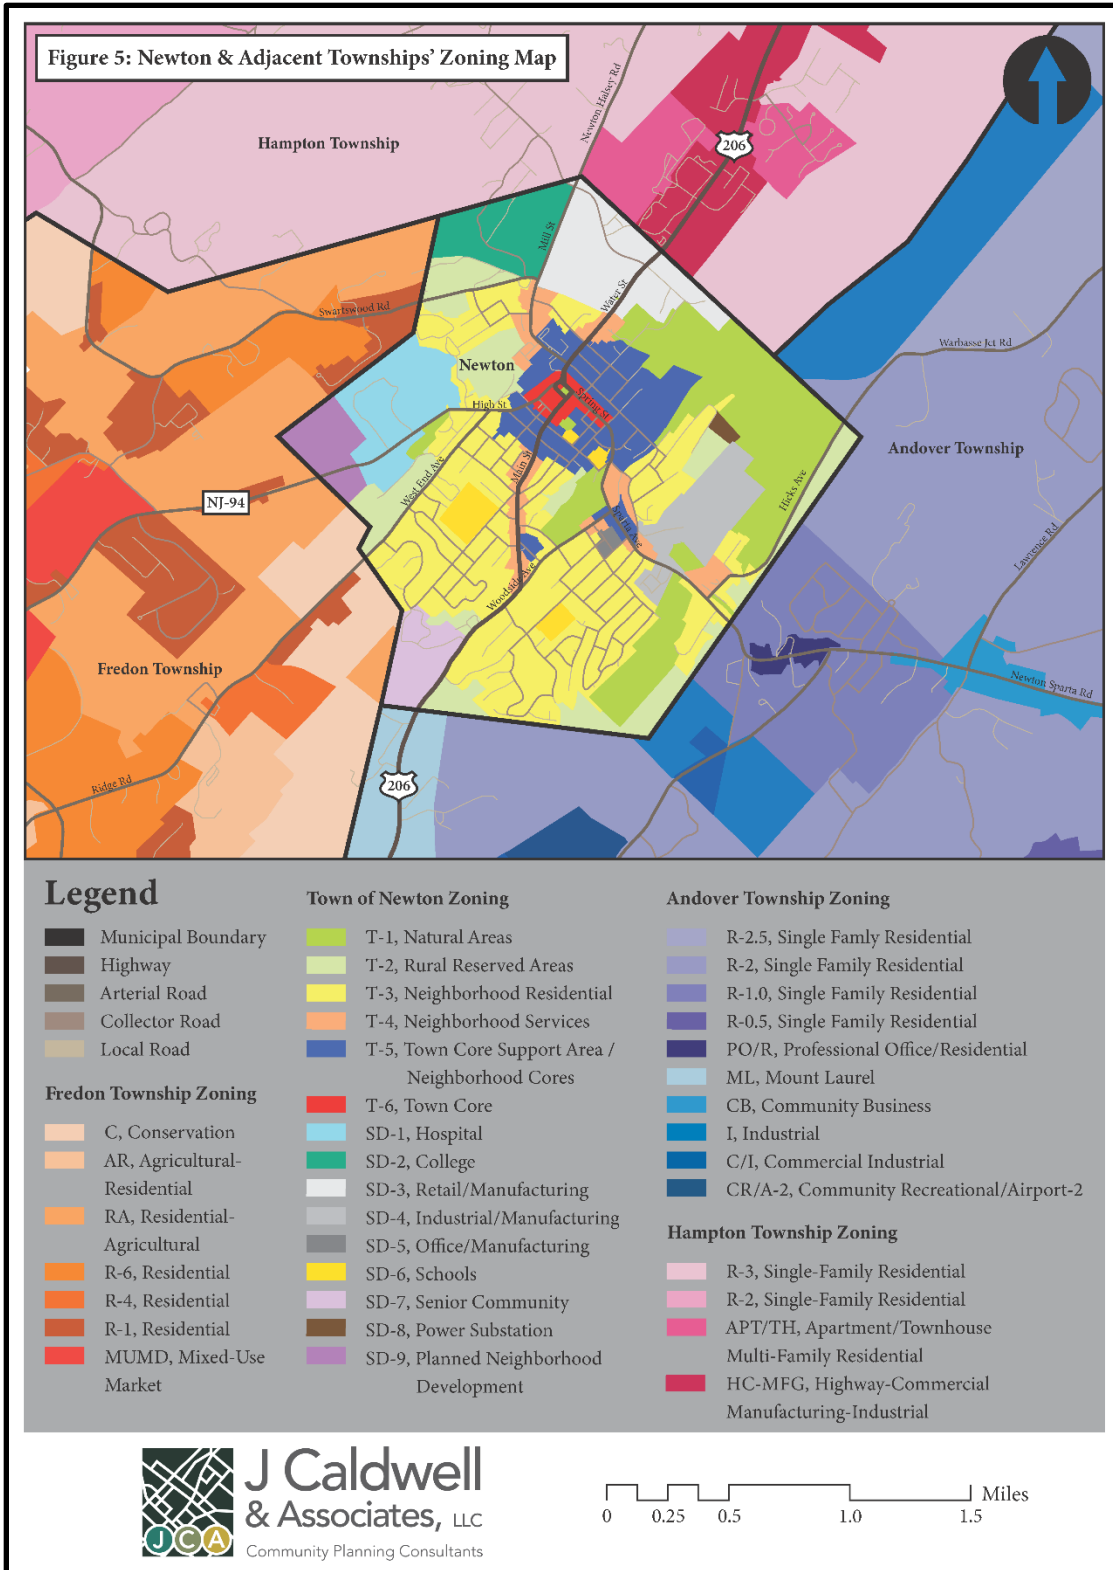 Figure 5: Newton & Adjacent Townships' Zoning Map
Hampton Township
Newton Halsey Rd
206
Mill St
Water St
Swartswood Rd
Newton
High St
Spring St
Warbasse Jct Rd
Andover Township
Main St
West End Ave
NJ-94
Hicks Ave
Sparta Ave
Lawrence Rd
Woodside Ave
Fredon Township
Newton Sparta Rd
Ridge Rd
206
Legend
Municipal Boundary
Highway
Arterial Road
Collector Road
Local Road
Fredon Township Zoning
C, Conservation
AR, Agricultural-
Residential
RA, Residential-
Agricultural
R-6, Residential
R-4, Residential
R-1, Residential
MUMD, Mixed-Use
Market
Town of Newton Zoning
T-1, Natural Areas
T-2, Rural Reserved Areas
T-3, Neighborhood Residential
T-4, Neighborhood Services
T-5, Town Core Support Area /
Neighborhood Cores
T-6, Town Core
SD-1, Hospital
SD-2, College
SD-3, Retail/Manufacturing
SD-4, Industrial/Manufacturing
SD-5, Office/Manufacturing
SD-6, Schools
SD-7, Senior Community
SD-8, Power Substation
SD-9, Planned Neighborhood
Development
Andover Township Zoning
R-2.5, Single Famly Residential
R-2, Single Family Residential
R-1.0, Single Family Residential
R-0.5, Single Family Residential
PO/R, Professional Office/Residential
ML, Mount Laurel
CB, Community Business
I, Industrial
C/I, Commercial Industrial
CR/A-2, Community Recreational/Airport-2
Hampton Township Zoning
R-3, Single-Family Residential
R-2, Single-Family Residential
APT/TH, Apartment/Townhouse
Multi-Family Residential
HC-MFG, Highway-Commercial
Manufacturing-Industrial
JCA
J Caldwell
& Associates, LLC
Community Planning Consultants
0 0.25 0.5 1.0 1.5 Miles